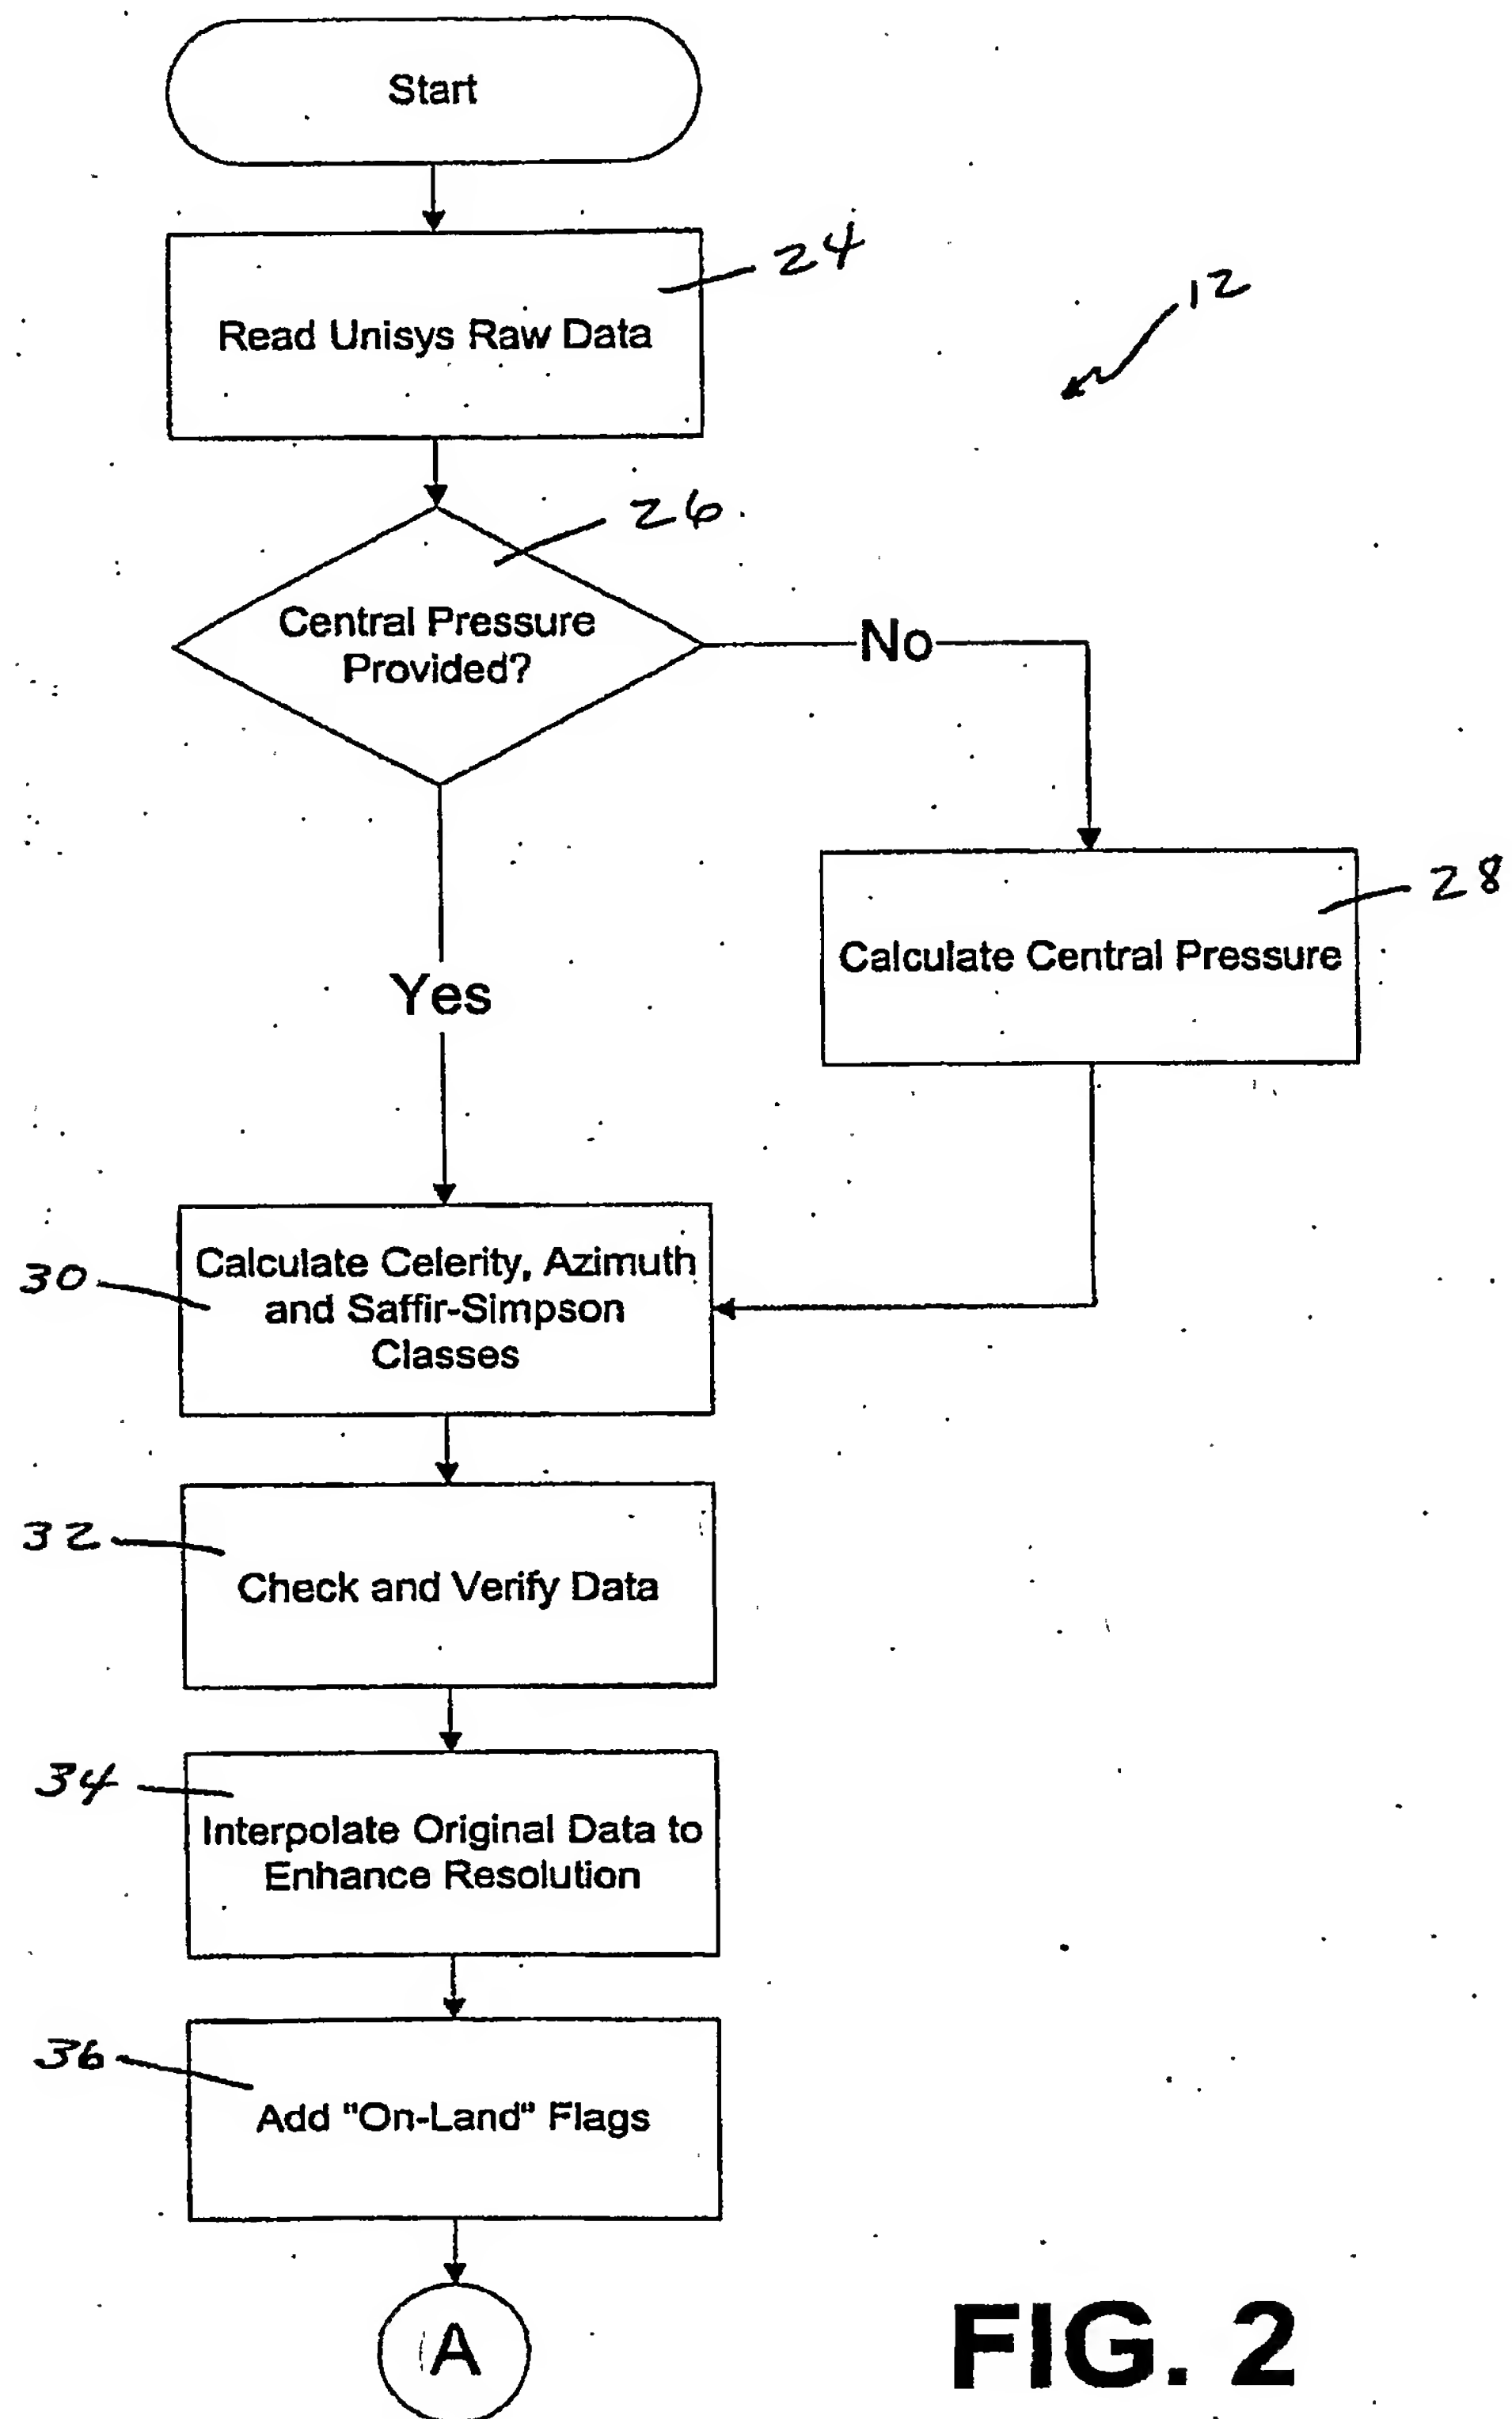 Start
24
Read Unisys Raw Data
12
26
Central Pressure
Provided?
No
28
Calculate Central Pressure
Yes
30
Calculate Celerity, Azimuth
and Saffir-Simpson
Classes
32
Check and Verify Data
34
Interpolate Original Data to
Enhance Resolution
36
Add "On-Land" Flags
A
FIG. 2